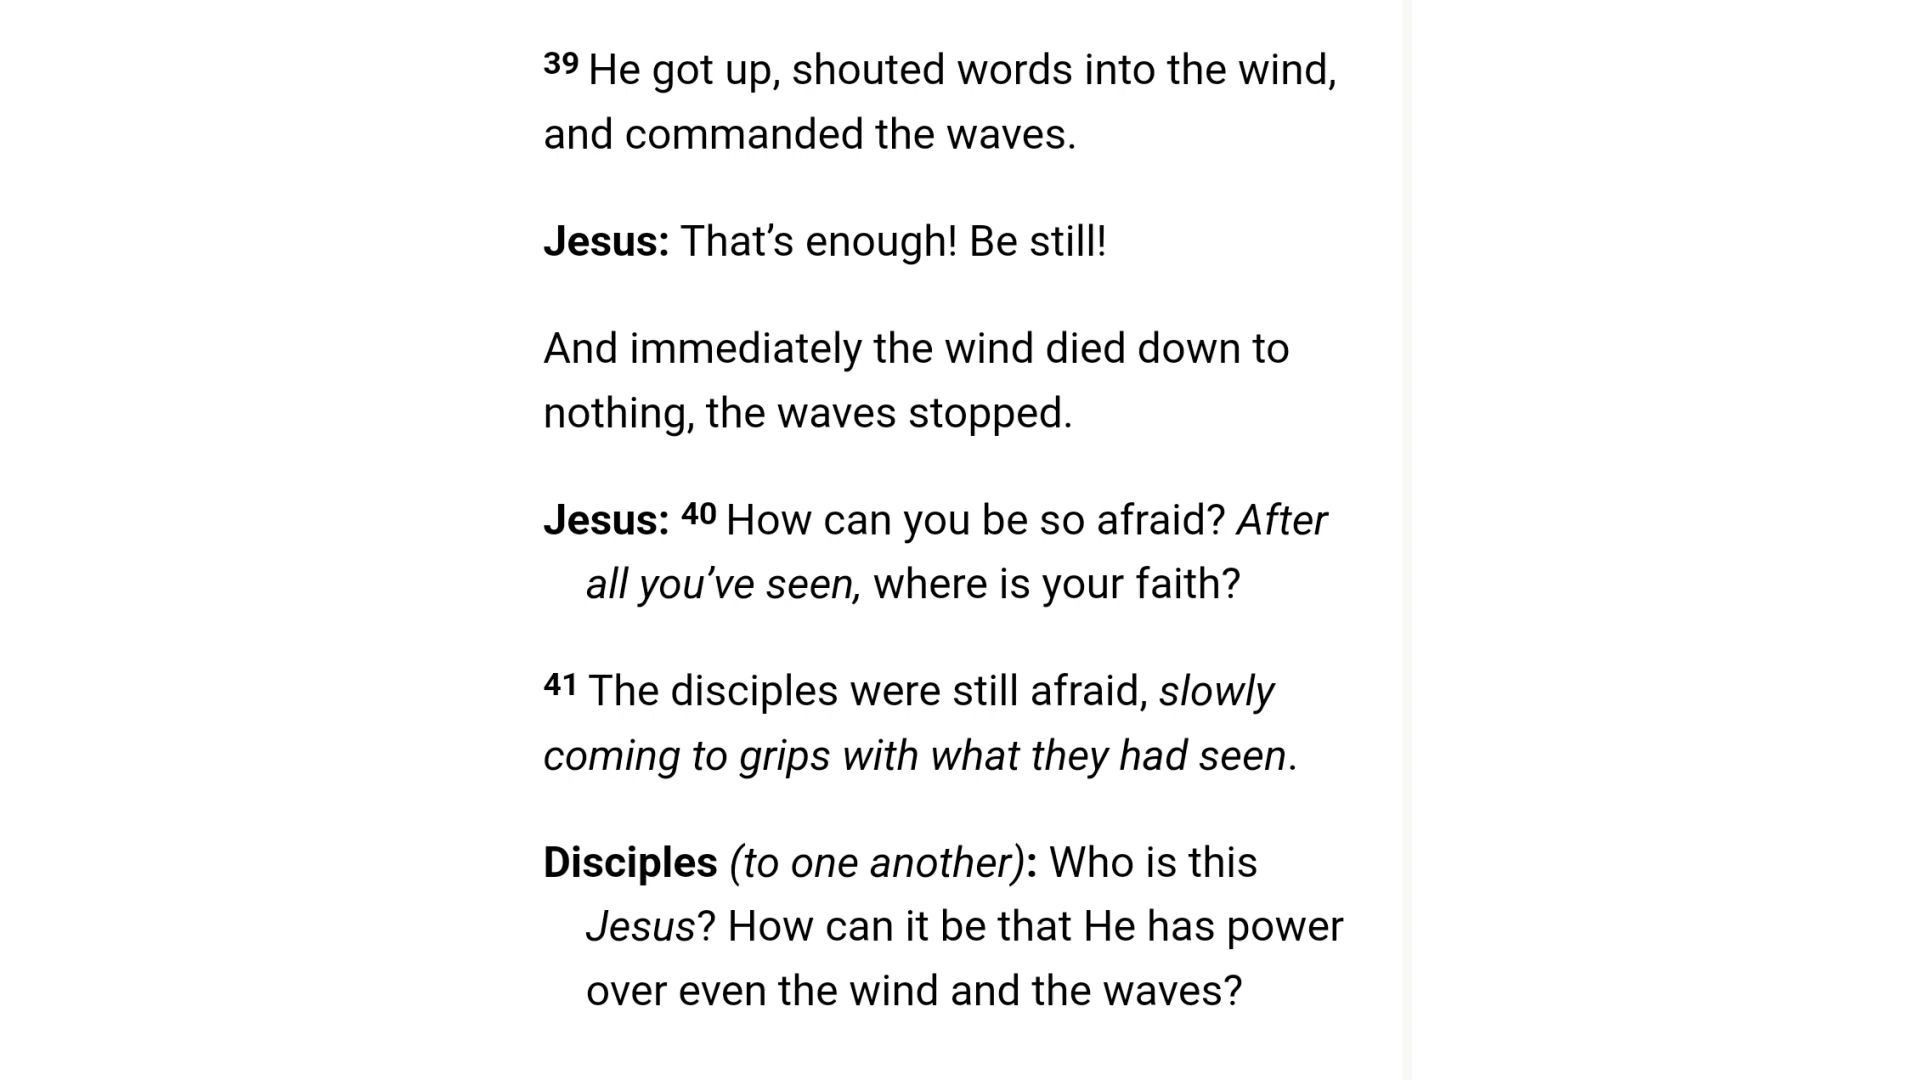 39 He got up, shouted words into the wind,
and commanded the waves.
Jesus: That’s enough! Be still!
And immediately the wind died down to
nothing, the waves stopped.
Jesus: 40 How can you be so afraid? After
all you’ve seen, where is your faith?
41 The disciples were still afraid, slowly
coming to grips with what they had seen.
Disciples (to one another): Who is this
Jesus? How can it be that He has power
over even the wind and the waves?